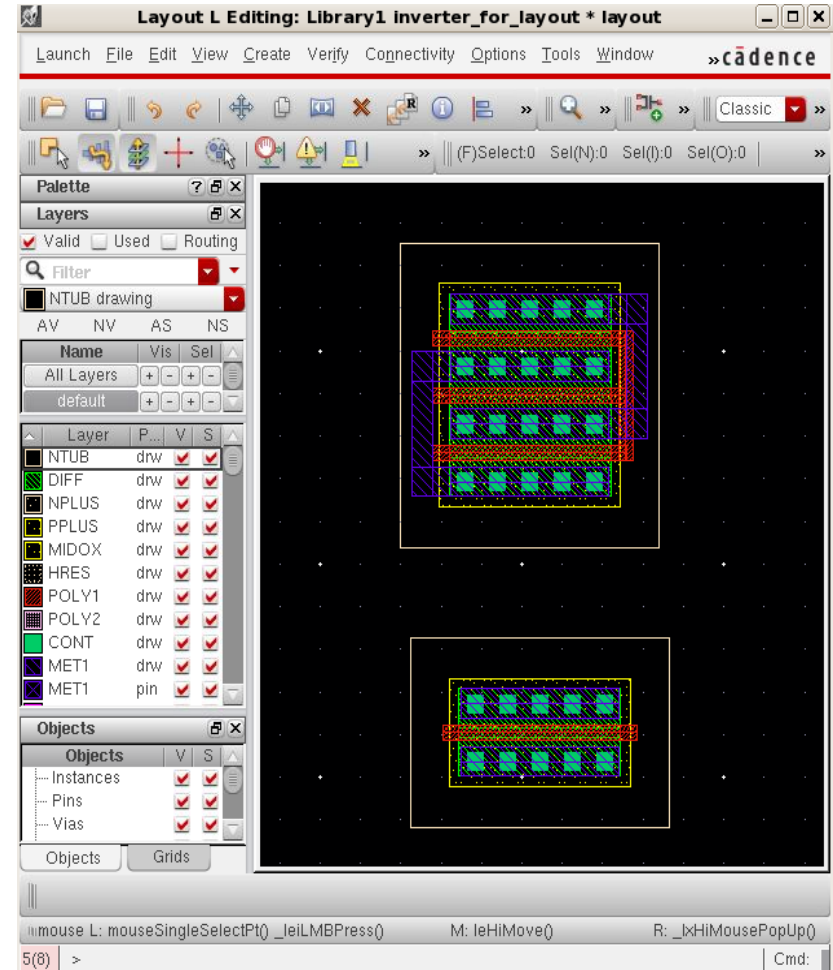 Layout L Editing: Library1 inverter_for_layout * layout
Launch File Edit View Create Verify Connectivity Options Tools Window » cādence
R » » » Classic »
» (F)Select:0 Sel(N):0 Sel(I):0 Sel(O):0 »
Palette
Layers
Valid Used Routing
Filter
NTUB drawing
AV NV AS NS
Name Vis Sel
All Layers + - + -
default + - + -
Layer P... V S
NTUB drw
DIFF drw
NPLUS drw
PPLUS drw
MIDOX drw
HRES drw
POLY1 drw
POLY2 drw
CONT drw
MET1 drw
MET1 pin
Objects
Objects V S
Instances
Pins
Vias
Objects Grids
mouse L: mouseSingleSelectPt() _leiLMBPress() M: leHiMove() R: _lxHiMousePopUp()
5(8) > Cmd: